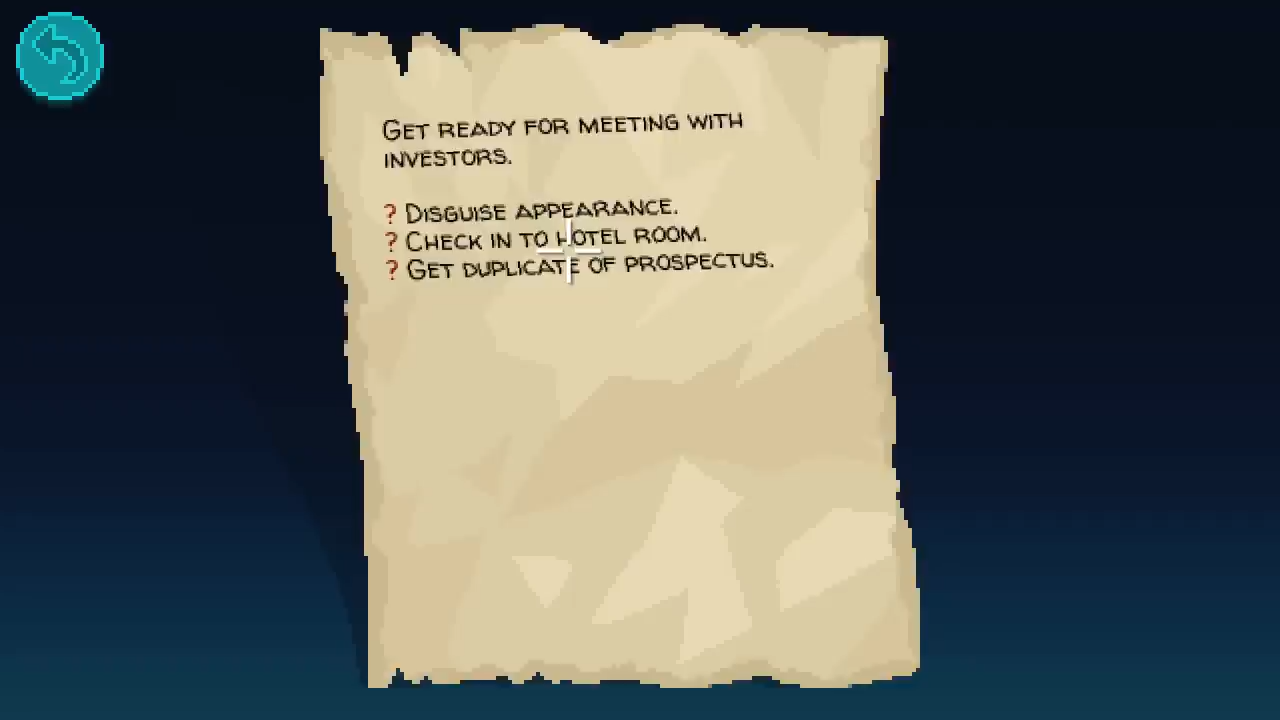 GET READY FOR MEETING WITH
INVESTORS.
? DISGUISE APPEARANCE.
? CHECK IN TO HOTEL ROOM.
? GET DUPLICATE OF PROSPECTUS.